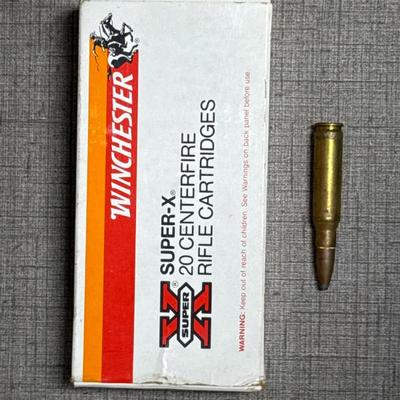 WINCHESTER®
SUPER-X®
20 CENTERFIRE
RIFLE CARTRIDGES
X®
SUPER
WARNING: Keep out of reach of children. See Warnings on back panel before use.